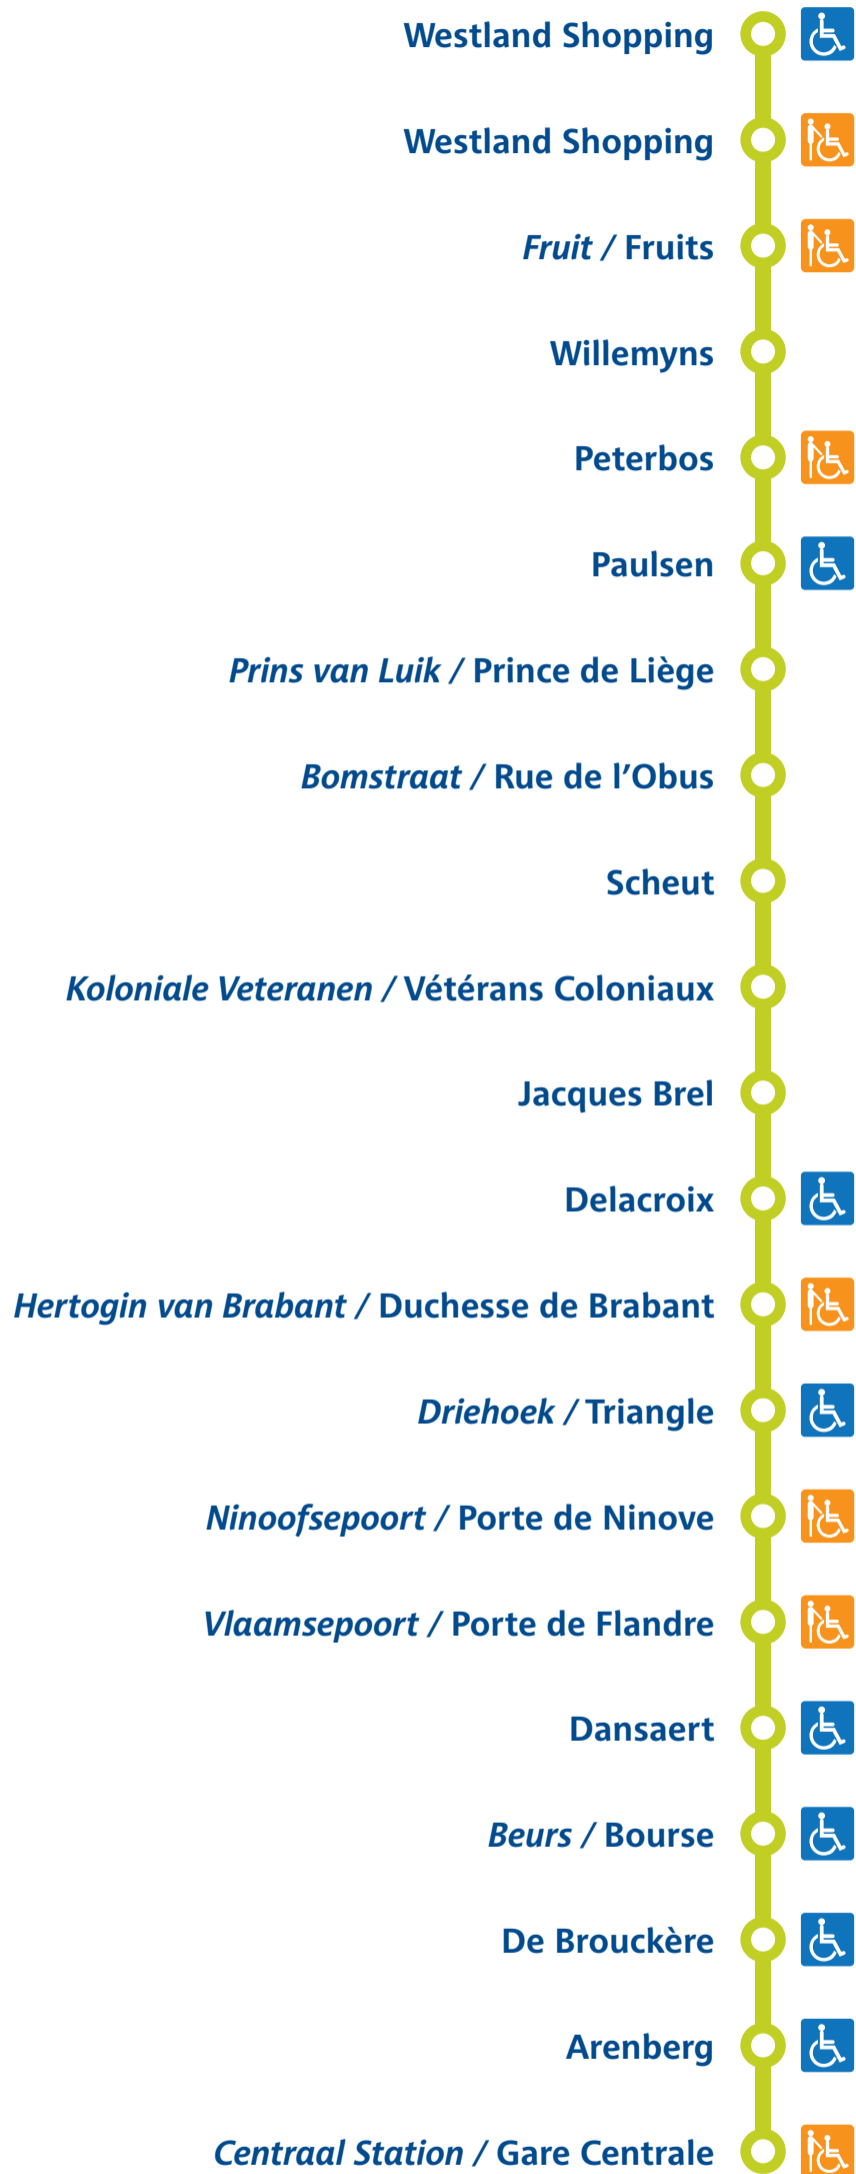 Westland Shopping
Westland Shopping
Fruit / Fruits
Willemyns
Peterbos
Paulsen
Prins van Luik / Prince de Liège
Bomstraat / Rue de l’Obus
Scheut
Koloniale Veteranen / Vétérans Coloniaux
Jacques Brel
Delacroix
Hertogin van Brabant / Duchesse de Brabant
Driehoek / Triangle
Ninoofsepoort / Porte de Ninove
Vlaamsepoort / Porte de Flandre
Dansaert
Beurs / Bourse
De Brouckère
Arenberg
Centraal Station / Gare Centrale